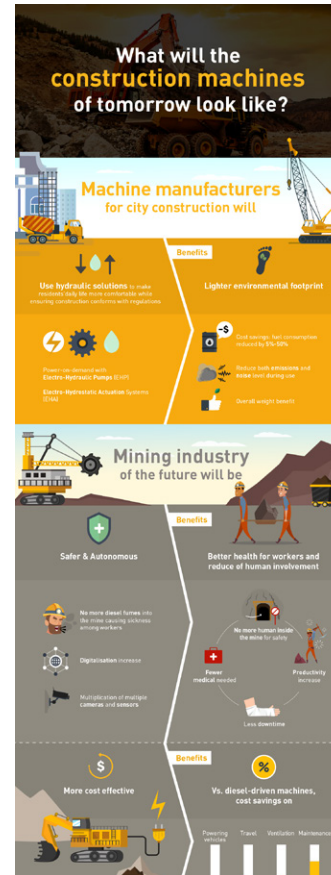 What will the
construction machines
of tomorrow look like?
Machine manufacturers
for city construction will
Benefits
Use hydraulic solutions to make
residents daily life more comfortable while
ensuring construction conforms with regulations
Lighter environmental footprint
Power-on-demand with
Electro-Hydraulic Pumps (EHP)
Electro-Hydrostatic Actuation Systems
(EHA)
-$
Cost savings: fuel consumption
reduced by 5%-50%
Reduce both emissions and
noise level during use
Overall weight benefit
Mining industry
of the future will be
Benefits
Safer & Autonomous
Better health for workers and
reduce of human involvement
No more diesel fumes into
the mine causing sickness
among workers
Digitalisation increase
Multiplication of multiple
cameras and sensors
No more human inside
the mine for safety
Fewer
medical needed
Productivity
increase
Less downtime
Benefits
$
More cost effective
%
Vs. diesel-driven machines,
cost savings on
Powering
vehicles
Travel
Ventilation
Maintenance